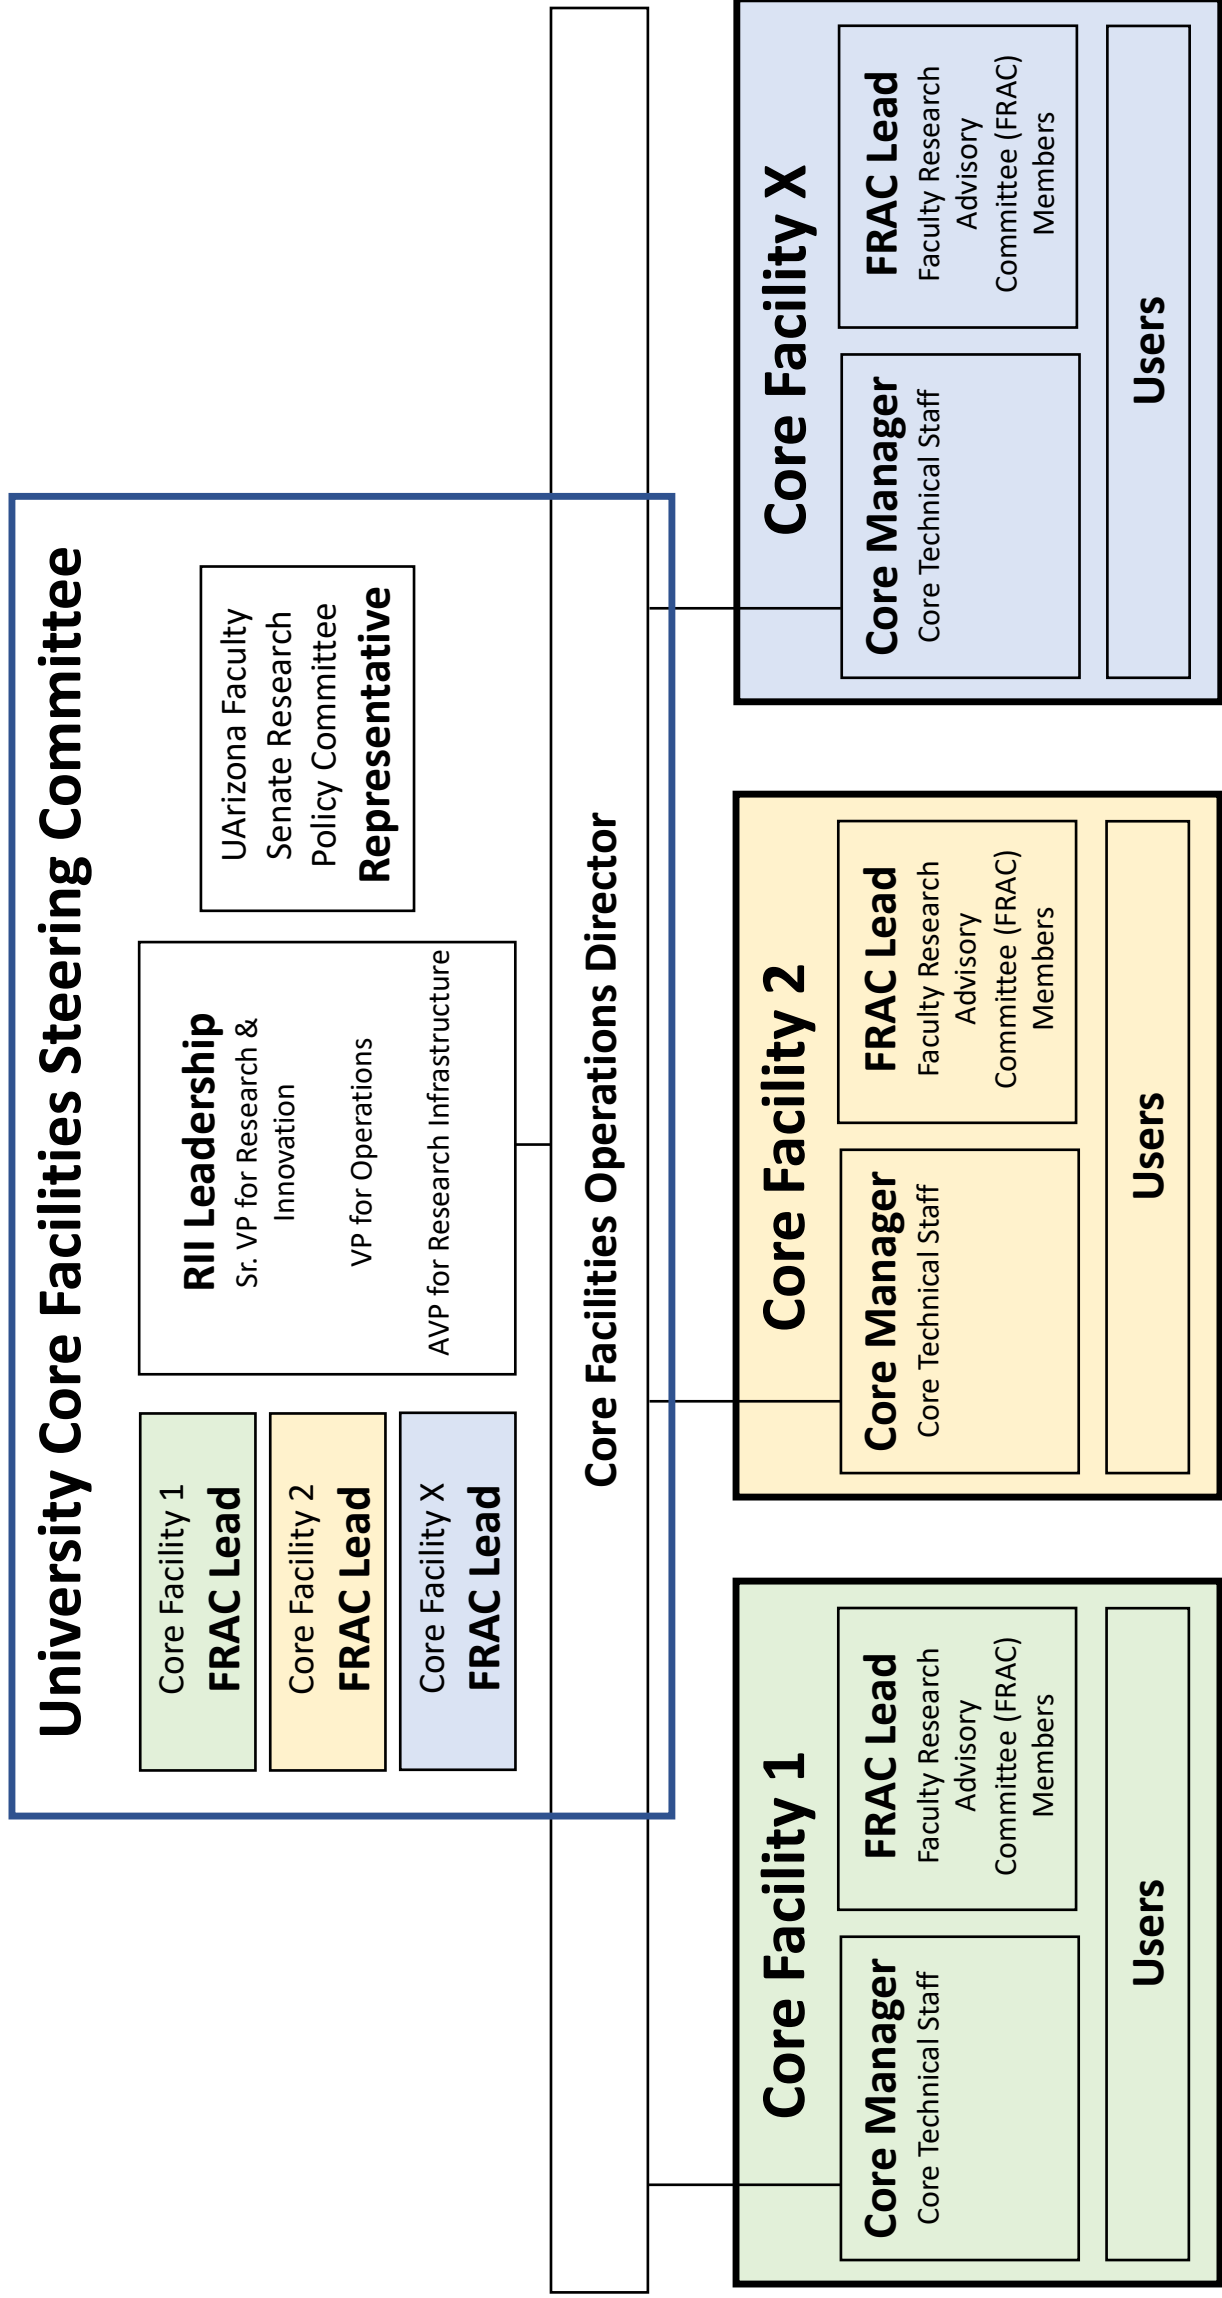 University Core Facilities Steering Committee
Core Facility 1
FRAC Lead
Core Facility 2
FRAC Lead
Core Facility X
FRAC Lead
RII Leadership
Sr. VP for Research &
Innovation
VP for Operations
AVP for Research Infrastructure
UArizona Faculty
Senate Research
Policy Committee
Representative
Core Facilities Operations Director
Core Facility 1
Core Manager
Core Technical Staff
FRAC Lead
Faculty Research
Advisory
Committee (FRAC)
Members
Users
Core Facility 2
Core Manager
Core Technical Staff
FRAC Lead
Faculty Research
Advisory
Committee (FRAC)
Members
Users
Core Facility X
Core Manager
Core Technical Staff
FRAC Lead
Faculty Research
Advisory
Committee (FRAC)
Members
Users